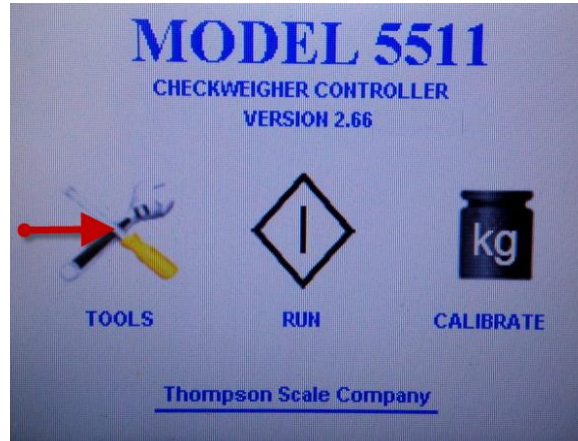 MODEL 5511
CHECKWEIGHER CONTROLLER
VERSION 2.66
kg
TOOLS RUN CALIBRATE
Thompson Scale Company